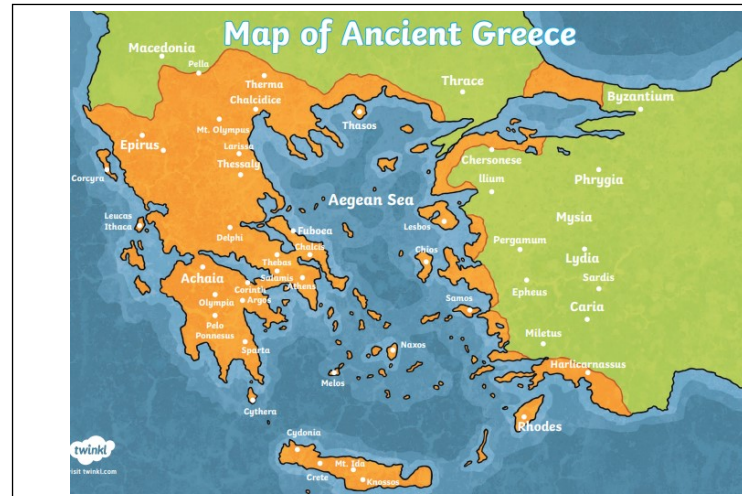 Map of Ancient Greece
Macedonia
Pella
Therma
Chalcidice
Thrace
Byzantium
Thasos
Mt. Olympus
Epirus
Larissa
Thessaly
Chersonese
Ilium
Phrygia
Corcyra
Aegean Sea
Leucas
Ithaca
Mysia
Lesbos
Delphi
Fuboea
Chalcis
Pergamum
Chios
Lydia
Thebas
Achaia
Salamis
Athens
Sardis
Corinth
Argos
Olympia
Epheus
Samos
Caria
Pelo
Ponnesus
Miletus
Sparta
Naxos
Harlicarnassus
Melos
Cythera
Rhodes
Cydonia
Mt. Ida
Crete
Knossos
twinkl
visit twinkl.com